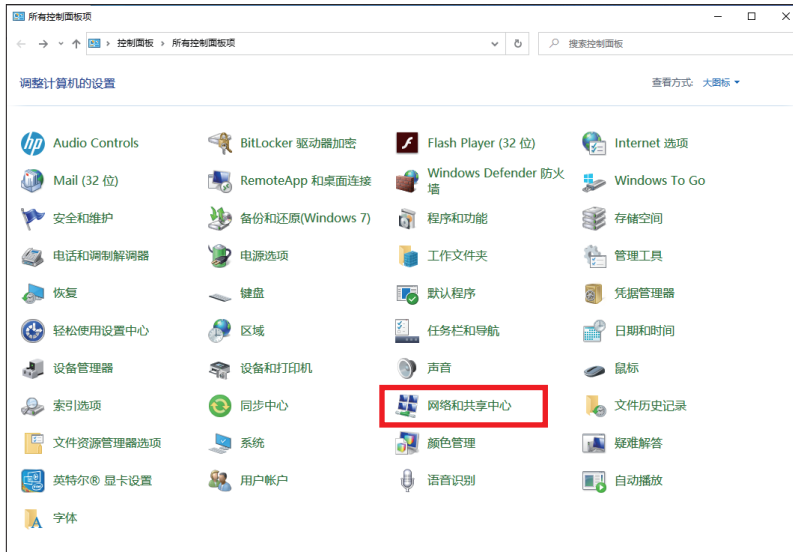 所有控制面板项
控制面板 › 所有控制面板项
搜索控制面板
调整计算机的设置
查看方式: 大图标
Audio Controls
BitLocker 驱动器加密
Flash Player (32 位)
Internet 选项
Mail (32 位)
RemoteApp 和桌面连接
Windows Defender 防火
墙
Windows To Go
安全和维护
备份和还原(Windows 7)
程序和功能
存储空间
电话和调制解调器
电源选项
工作文件夹
管理工具
恢复
键盘
默认程序
凭据管理器
轻松使用设置中心
区域
任务栏和导航
日期和时间
设备管理器
设备和打印机
声音
鼠标
索引选项
同步中心
网络和共享中心
文件历史记录
文件资源管理器选项
系统
颜色管理
疑难解答
英特尔® 显卡设置
用户帐户
语音识别
自动播放
字体